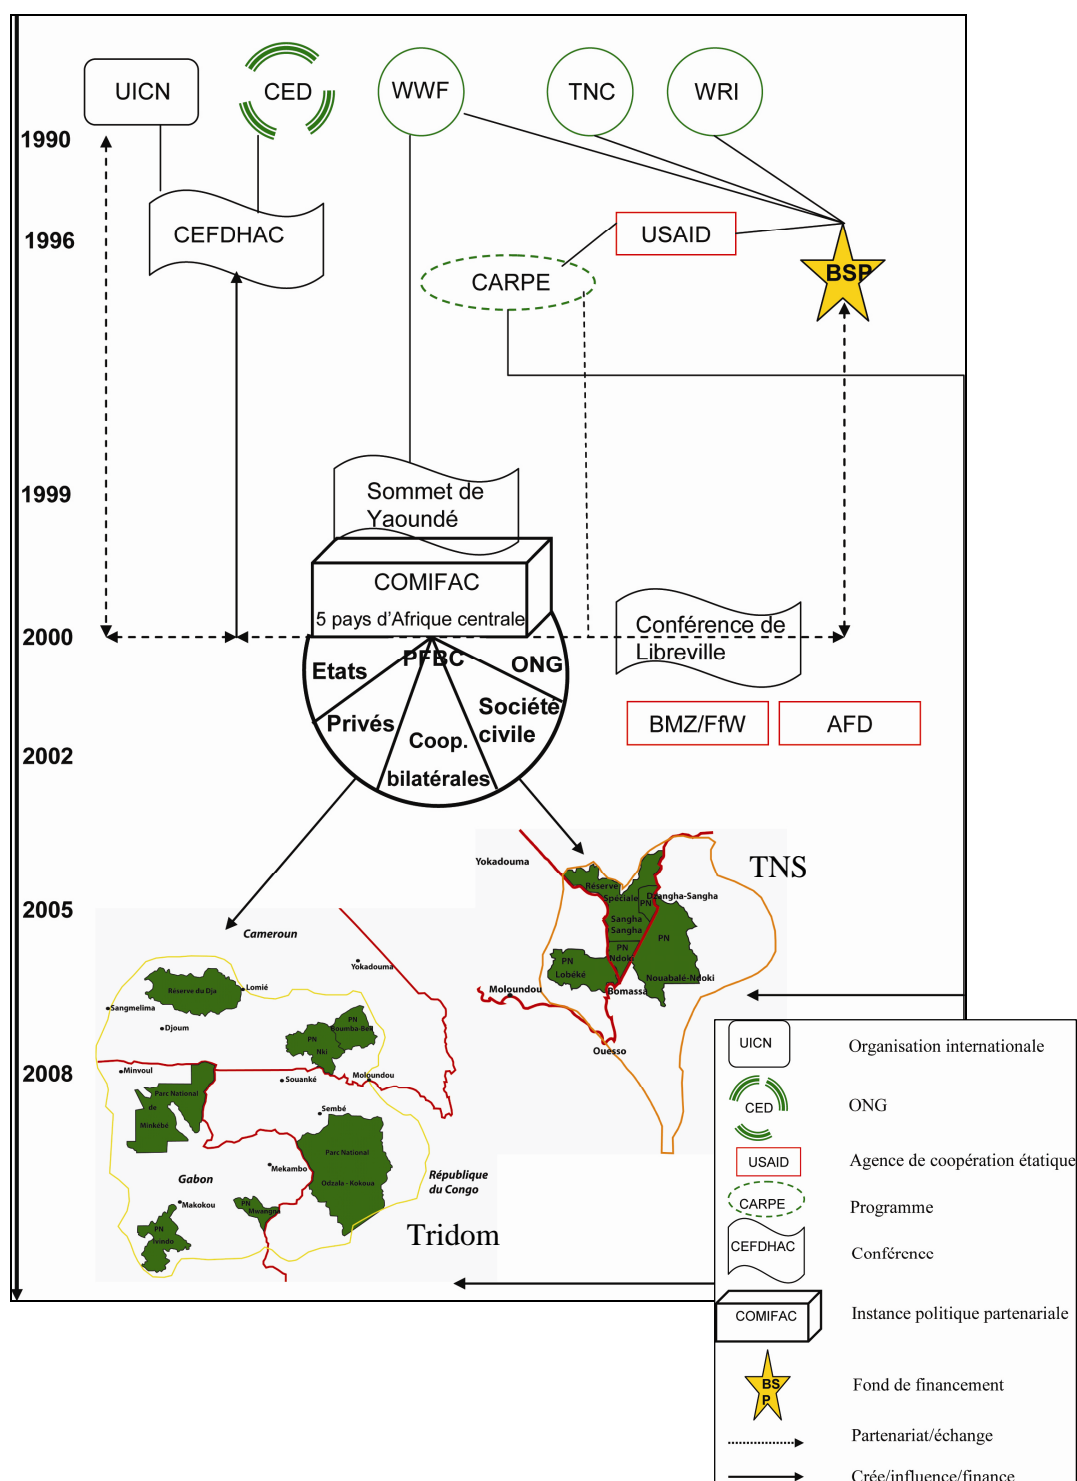 UICN
CED
WWF
TNC
WRI
1990
CEFDHAC
1996
USAID
CARPE
BSP
1999
Sommet de
Yaoundé
COMIFAC
5 pays d'Afrique centrale
2000
Conférence de
Libreville
PFBC
Etats
ONG
Privés
Société
civile
Coop.
bilatérales
BMZ/FfW
AFD
2002
TNS
Yokadouma
Réserve
Spéciale
PN
Dzangha-Sangha
Sangha
Sangha
PN
PN
Ndoki
PN
Lobéké
Nouabalé-Ndoki
Moloundou
Bomassa
Ouesso
2005
Cameroun
Yokadouma
Réserve du Dja
Lomié
Sangmelima
Djoum
PN
Boumba-Bek
PN
Nki
2008
Minvoul
Souanké
Moloundou
Parc National
de
Minkébé
Sembé
Parc National
Mekambo
Odzala - Kokoua
Gabon
République
du Congo
Makokou
PN
Mwangna
PN
Ivindo
Tridom
UICN
Organisation internationale
CED
ONG
USAID
Agence de coopération étatique
CARPE
Programme
CEFDHAC
Conférence
COMIFAC
Instance politique partenariale
BS
P
Fond de financement
Partenariat/échange
Crée/influence/finance